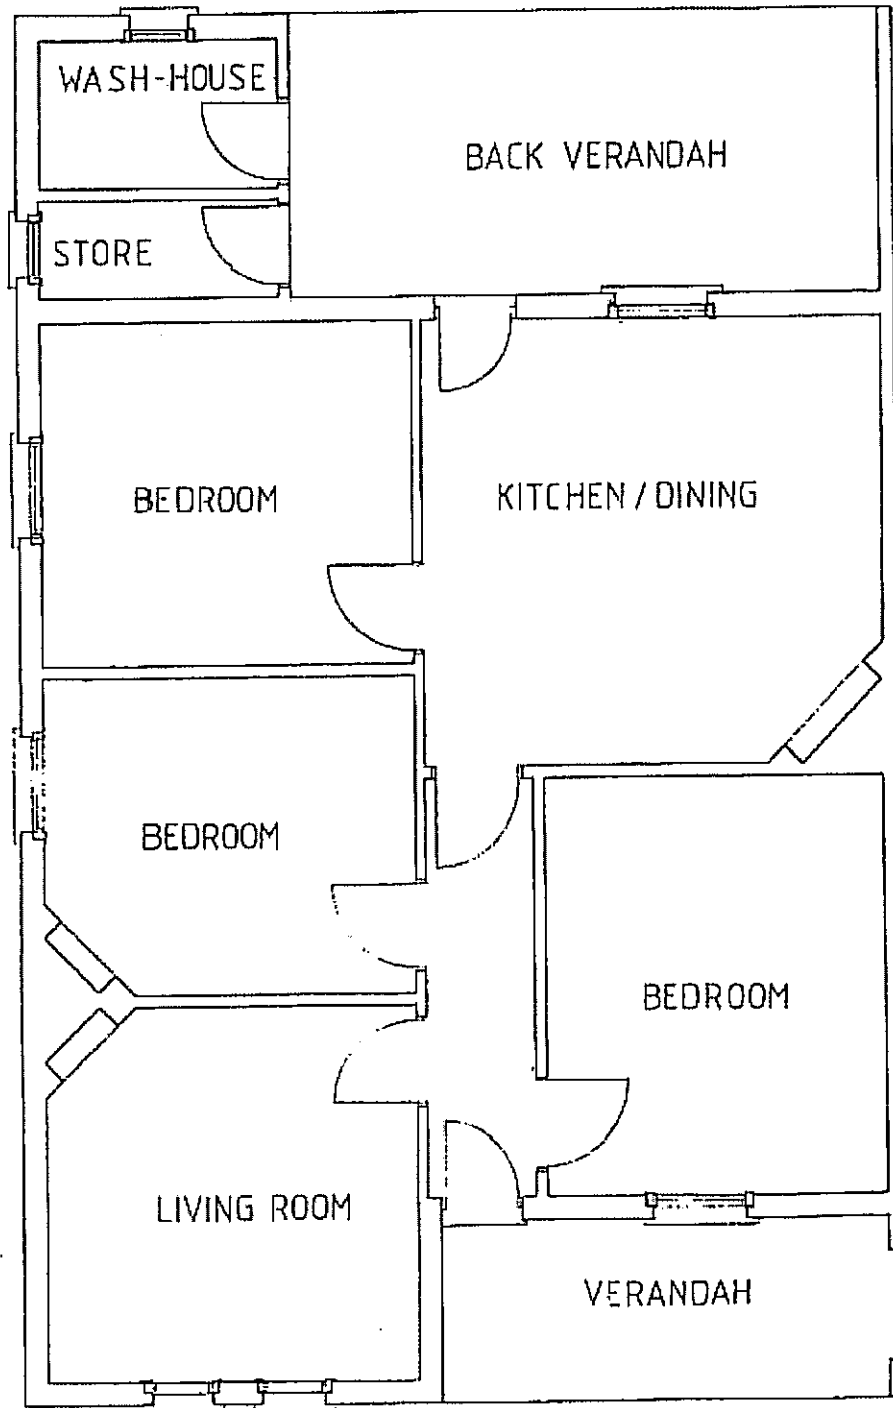 WASH-HOUSE
BACK VERANDAH
STORE
BEDROOM
KITCHEN / DINING
BEDROOM
BEDROOM
LIVING ROOM
VERANDAH